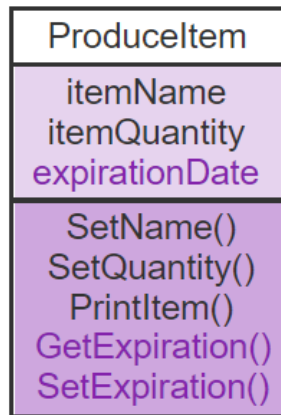 ProduceItem
itemName
itemQuantity
expirationDate
SetName()
SetQuantity()
PrintItem()
GetExpiration()
SetExpiration()